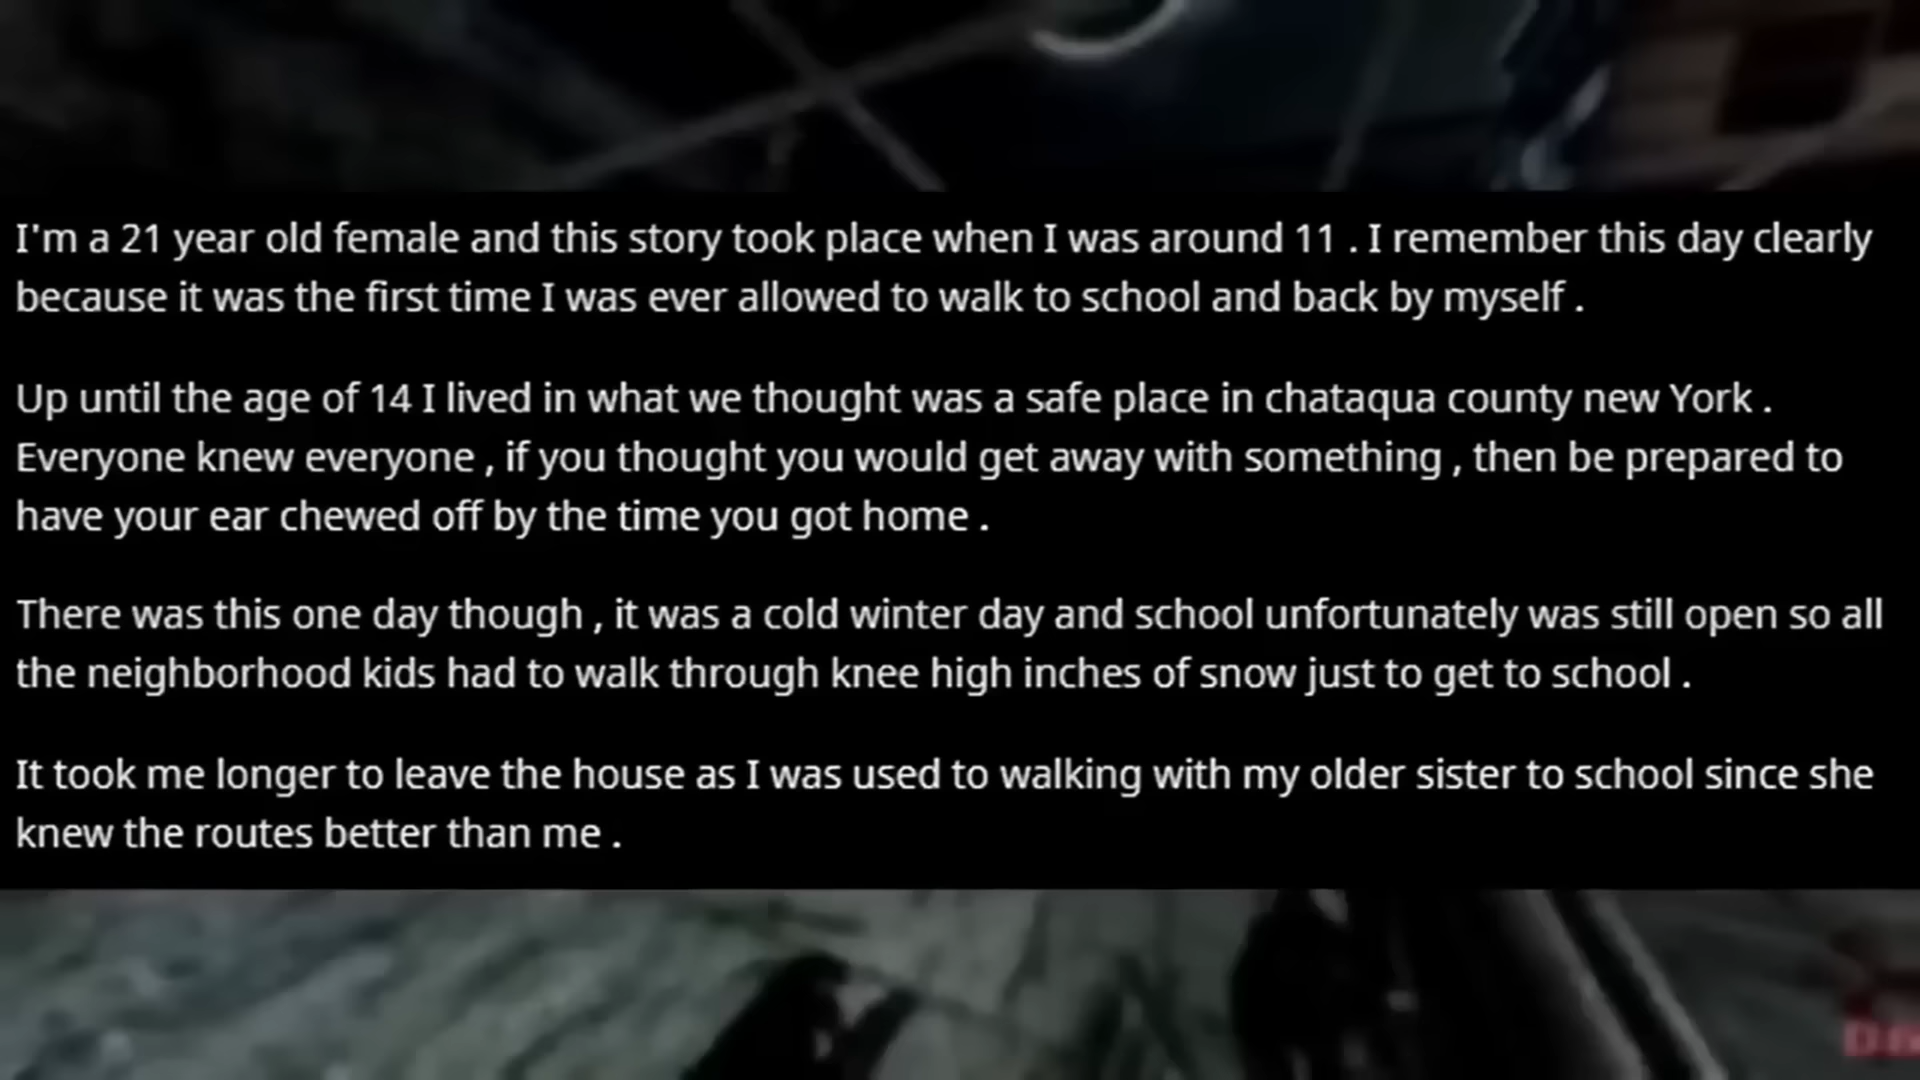 I'm a 21 year old female and this story took place when I was around 11 . I remember this day clearly
because it was the first time I was ever allowed to walk to school and back by myself .
Up until the age of 14 I lived in what we thought was a safe place in chataqua county new York .
Everyone knew everyone , if you thought you would get away with something , then be prepared to
have your ear chewed off by the time you got home .
There was this one day though , it was a cold winter day and school unfortunately was still open so all
the neighborhood kids had to walk through knee high inches of snow just to get to school .
It took me longer to leave the house as I was used to walking with my older sister to school since she
knew the routes better than me .